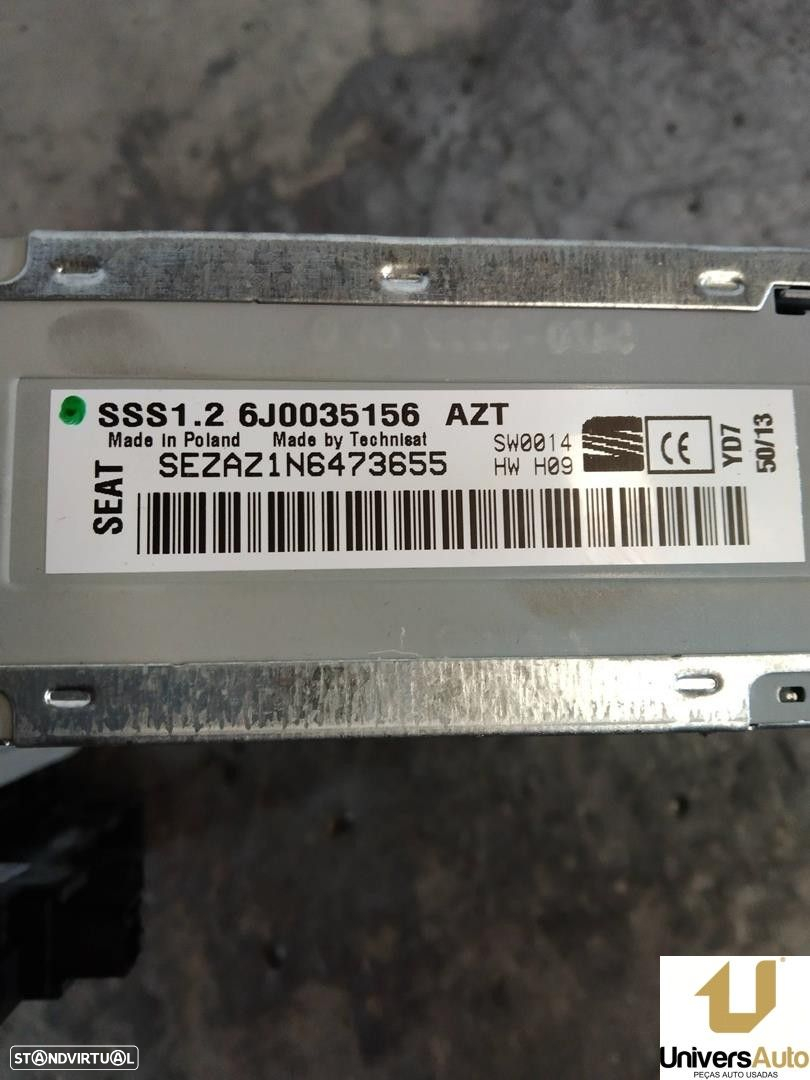 SSS1.2 6J0035156 AZT
Made in Poland Made by Technisat
SEZAZ1N6473655
SW0014
HW H09
SEAT
CE
YD7
50/13
STANDVIRTUAL
UniversAuto
PEÇAS AUTO USADAS